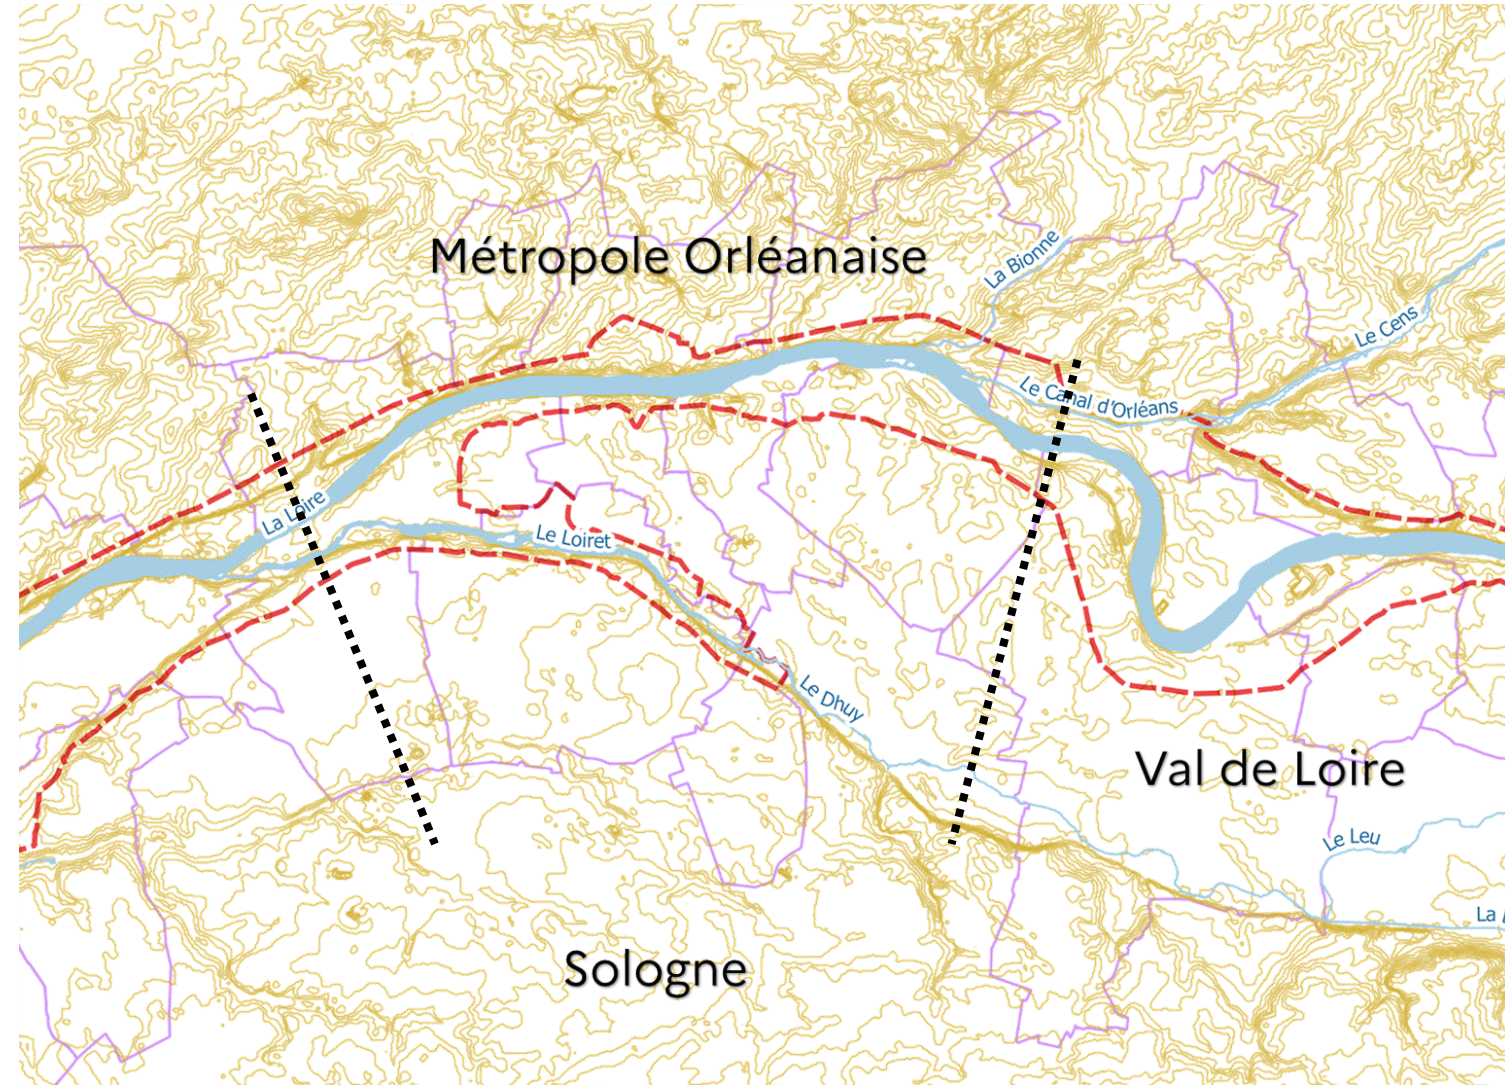 Métropole Orléanaise
La Bionne
Le Cens
Le Canal d'Orléans
La Loire
Le Loiret
Le Dhuy
Val de Loire
Le Leu
La
Sologne